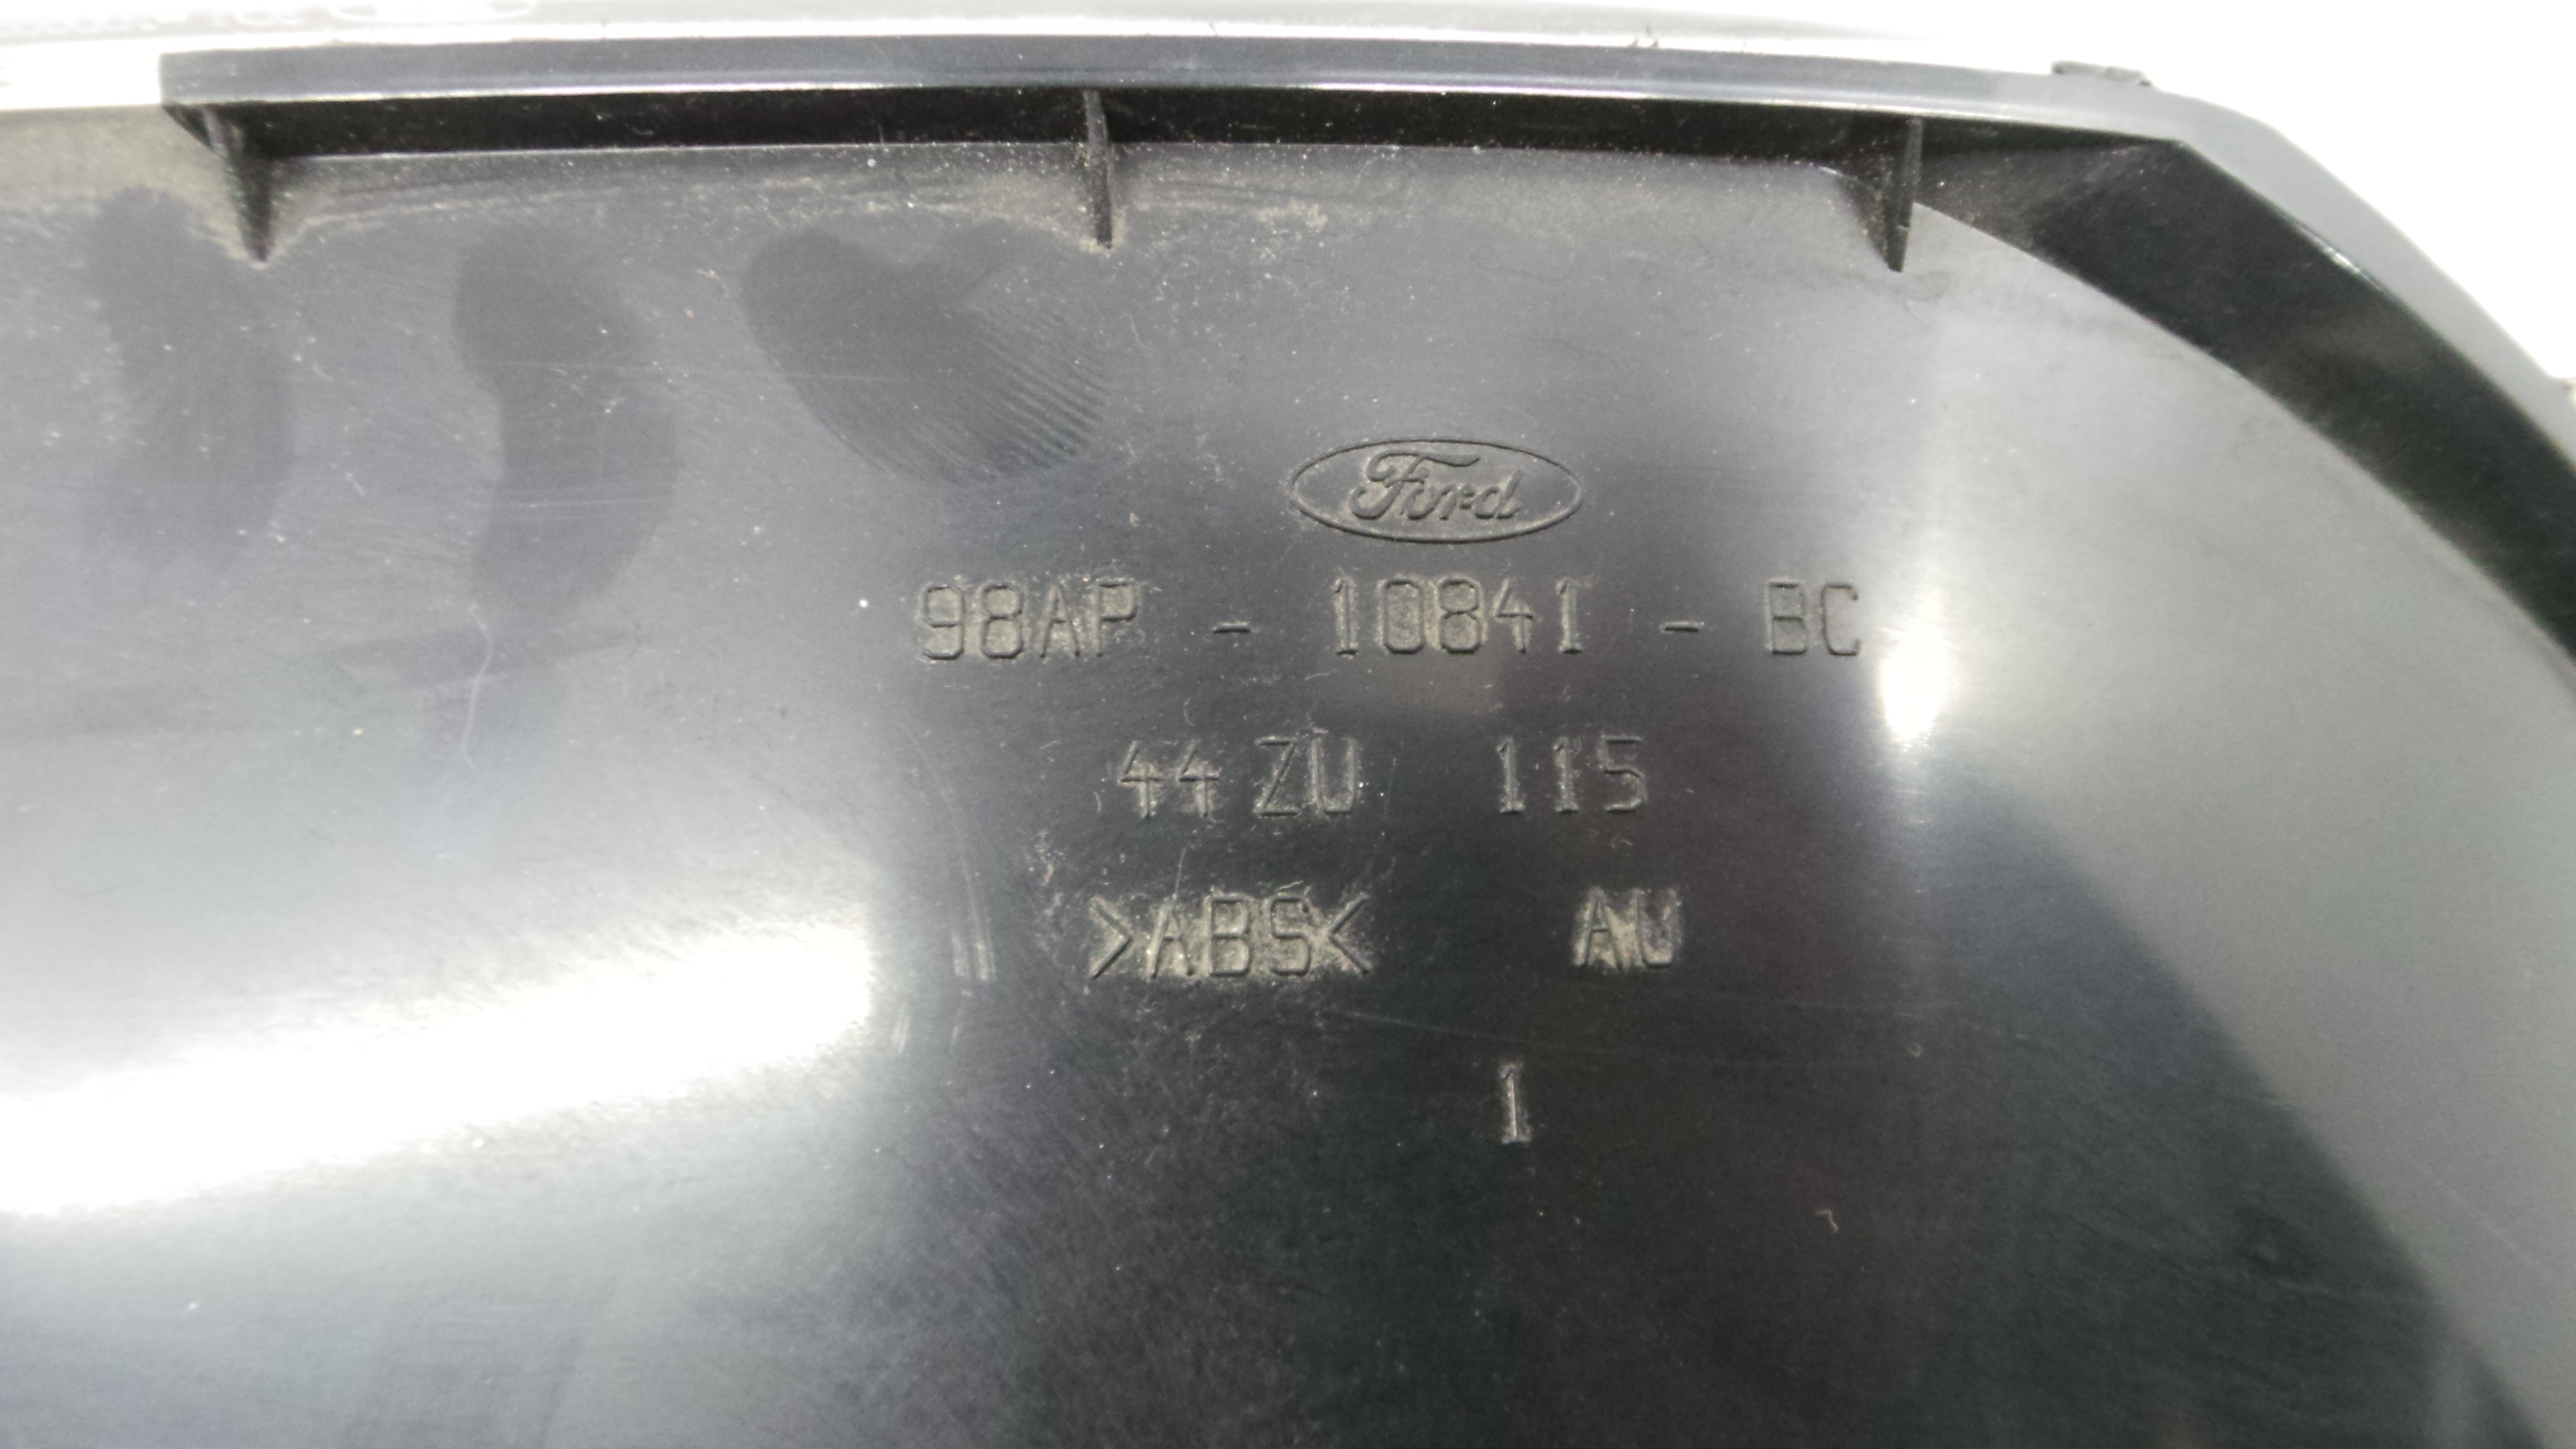 Ford
98AP - 10841 - BC
44 ZU 115
>ABS< AU
1